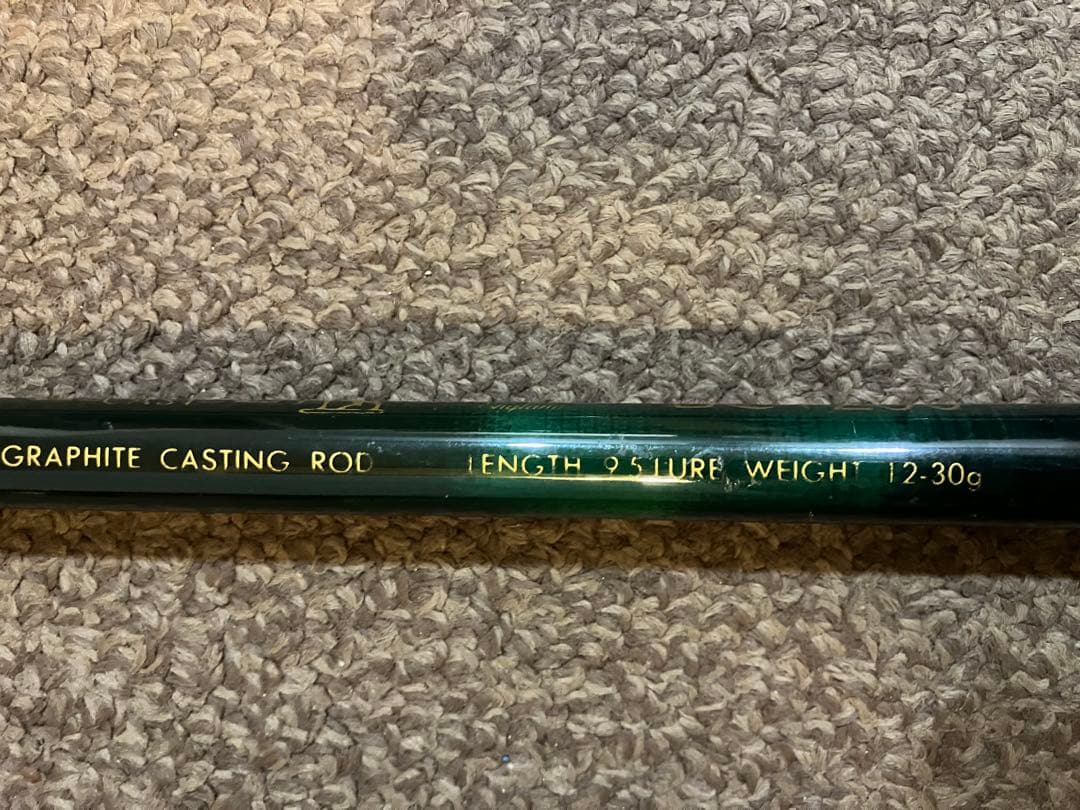 GRAPHITE CASTING ROD LENGTH 9.5 LURE WEIGHT 12-30g